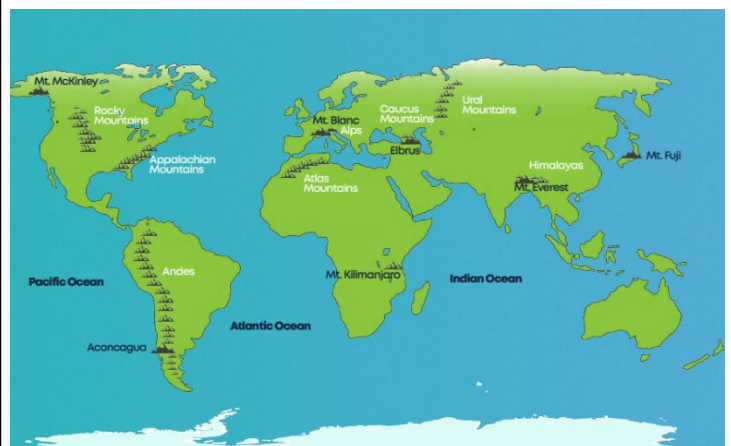 Mt. McKinley
Rocky
Mountains
Appalachian
Mountains
Mt. Blanc
Alps
Caucus
Mountains
Elbrus
Ural
Mountains
Atlas
Mountains
Himalayas
Mt. Everest
Mt. Fuji
Pacific Ocean
Andes
Mt. Kilimanjaro
Indian Ocean
Atlantic Ocean
Aconcagua